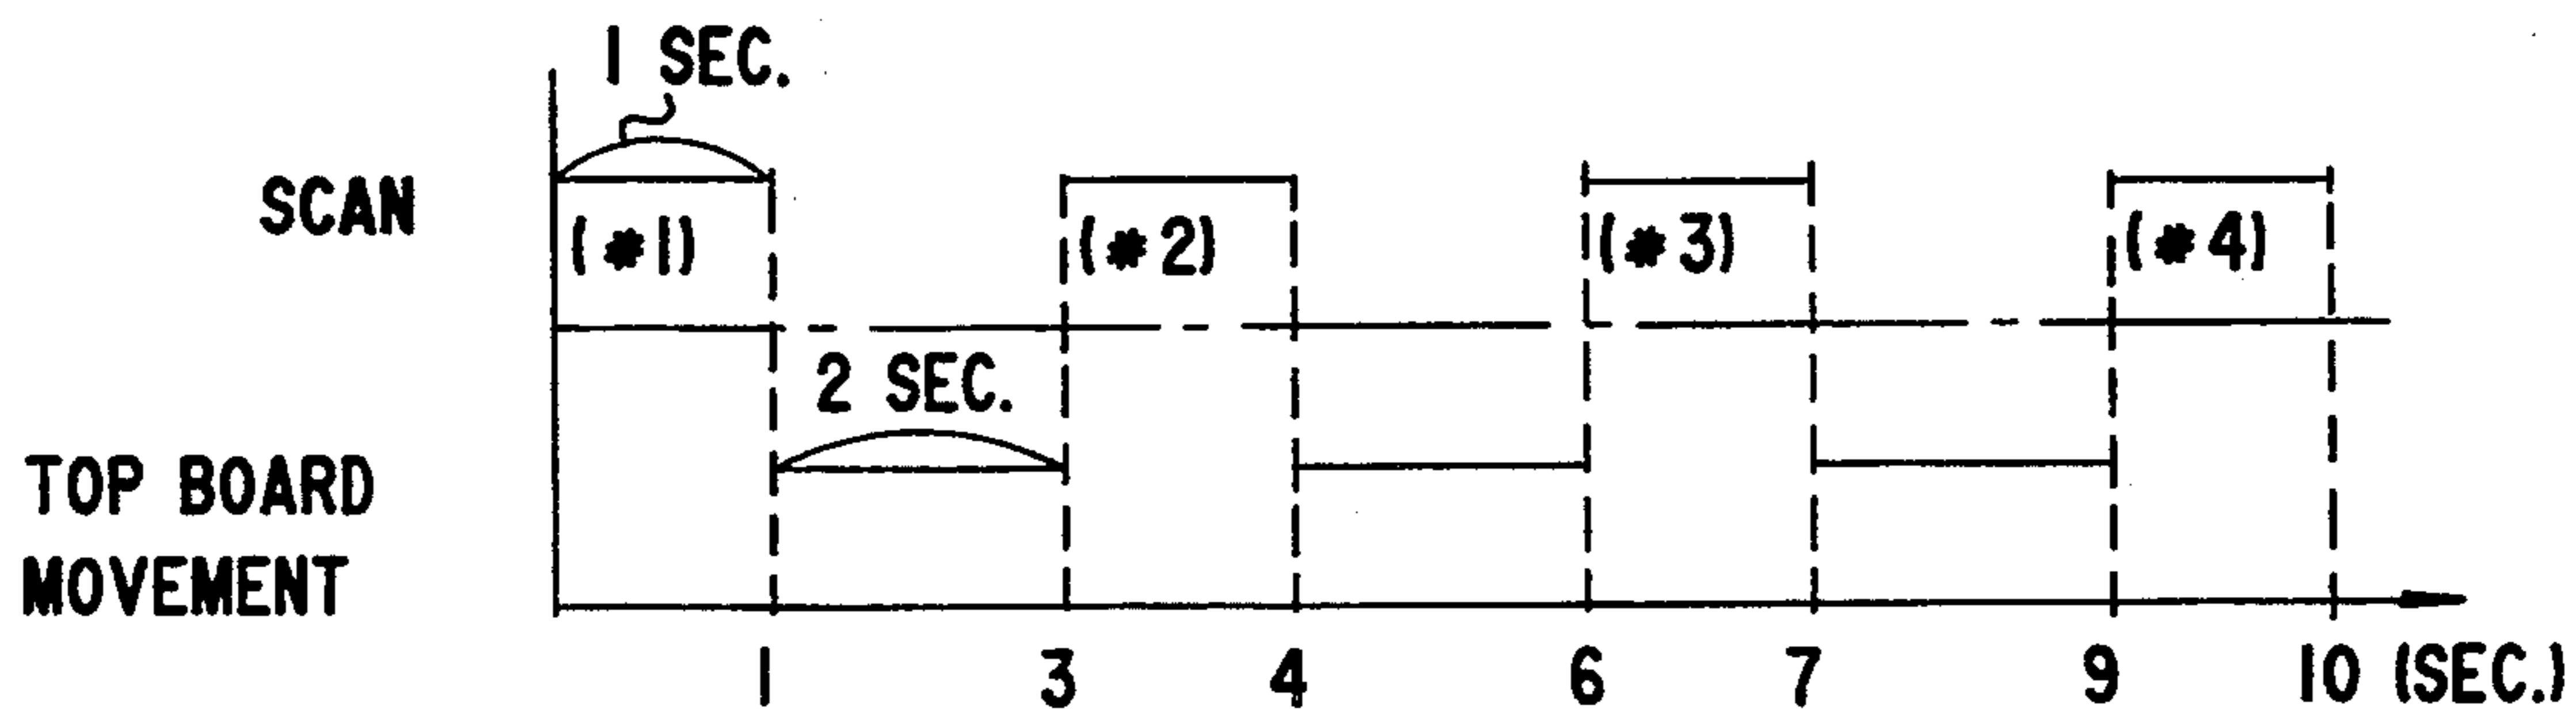 1 SEC.
SCAN
(#1) (#2) (#3) (#4)
2 SEC.
TOP BOARD
MOVEMENT
1 3 4 6 7 9 10 (SEC.)